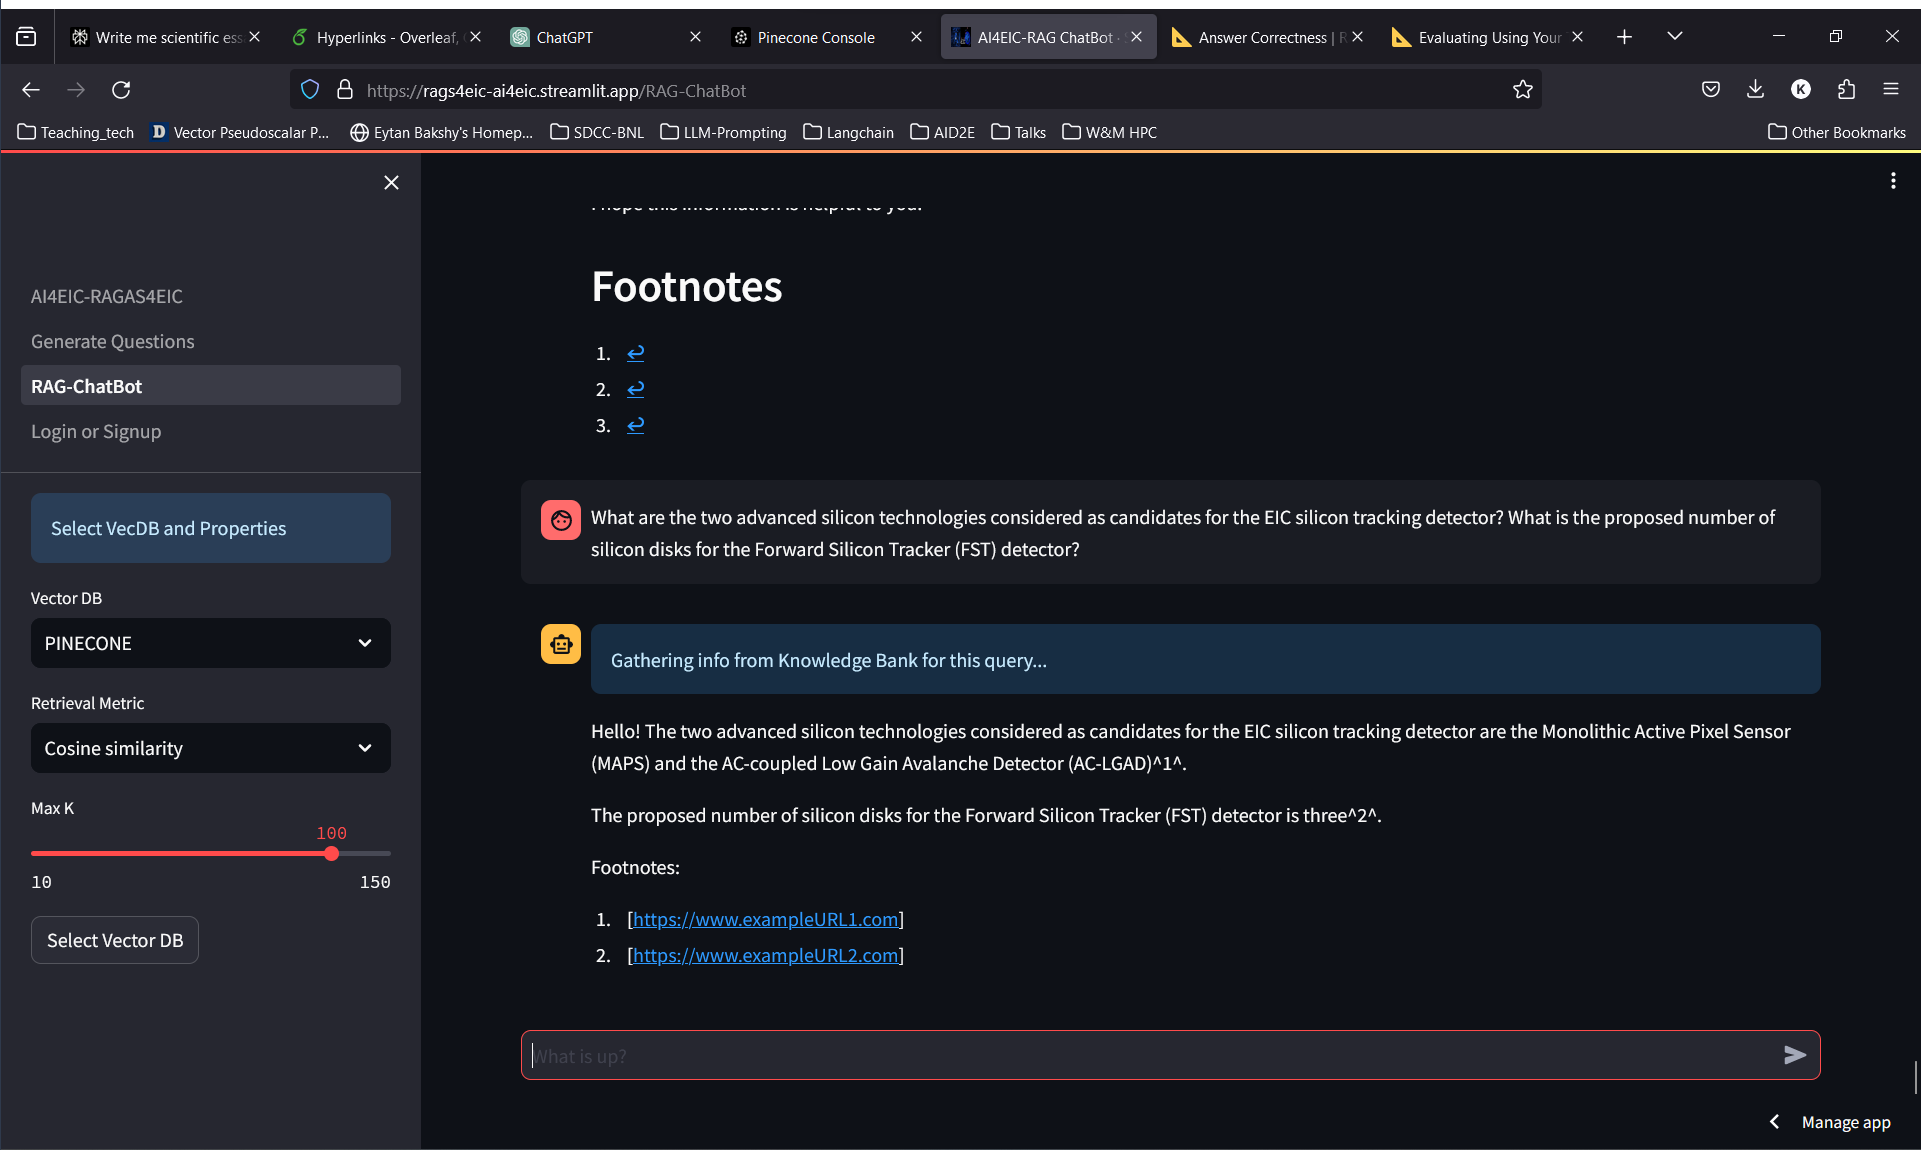 Write me scientific es
Hyperlinks - Overleaf,
ChatGPT
Pinecone Console
AI4EIC-RAG ChatBot · S
Answer Correctness | R
Evaluating Using Your
https://rags4eic-ai4eic.streamlit.app/RAG-ChatBot
K
Teaching_tech
D Vector Pseudoscalar P...
Eytan Bakshy's Homep...
SDCC-BNL
LLM-Prompting
Langchain
AID2E
Talks
W&M HPC
Other Bookmarks
AI4EIC-RAGAS4EIC
Generate Questions
RAG-ChatBot
Login or Signup
Select VecDB and Properties
Vector DB
PINECONE
Retrieval Metric
Cosine similarity
Max K
100
10 150
Select Vector DB
I hope this information is helpful to you.
Footnotes
1. ↩
2. ↩
3. ↩
What are the two advanced silicon technologies considered as candidates for the EIC silicon tracking detector? What is the proposed number of
silicon disks for the Forward Silicon Tracker (FST) detector?
Gathering info from Knowledge Bank for this query...
Hello! The two advanced silicon technologies considered as candidates for the EIC silicon tracking detector are the Monolithic Active Pixel Sensor
(MAPS) and the AC-coupled Low Gain Avalanche Detector (AC-LGAD)^1^.
The proposed number of silicon disks for the Forward Silicon Tracker (FST) detector is three^2^.
Footnotes:
1. [https://www.exampleURL1.com]
2. [https://www.exampleURL2.com]
What is up?
Manage app